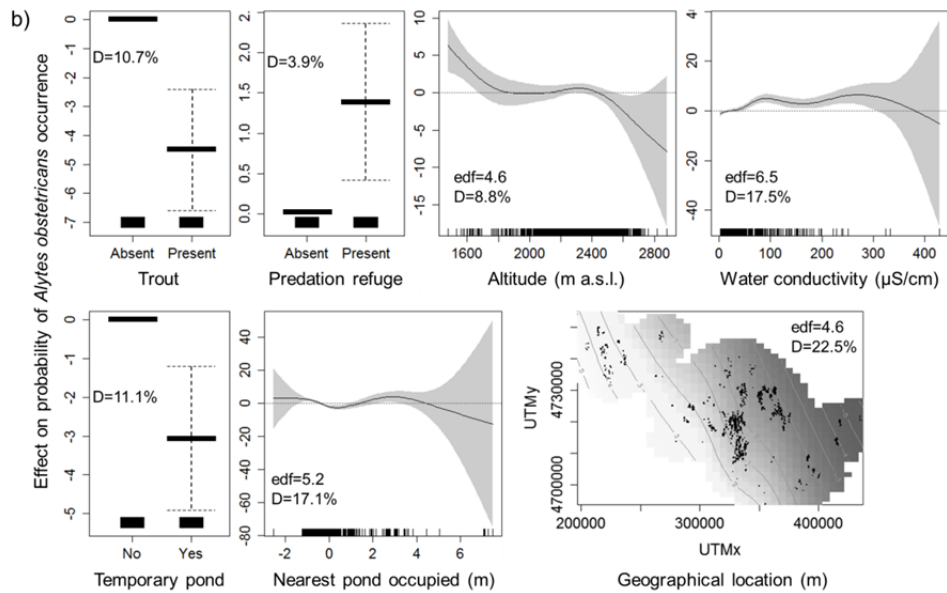 b)
Effect on probability of Alytes obstetricans occurrence
0
-1
-2
-3
-4
-5
-6
-7
D=10.7%
Absent Present
Trout
2.5
2.0
1.5
1.0
0.5
0.0
D=3.9%
Absent Present
Predation refuge
10
5
0
-5
-10
-15
edf=4.6
D=8.8%
1600 2000 2400 2800
Altitude (m a.s.l.)
40
20
0
-20
-40
edf=6.5
D=17.5%
0 100 200 300 400
Water conductivity (µS/cm)
0
-1
-2
-3
-4
-5
D=11.1%
No Yes
Temporary pond
40
20
0
-20
-40
-60
-80
edf=5.2
D=17.1%
-2 0 2 4 6
Nearest pond occupied (m)
edf=4.6
D=22.5%
UTMy
4730000
4700000
200000 300000 400000
UTMx
Geographical location (m)